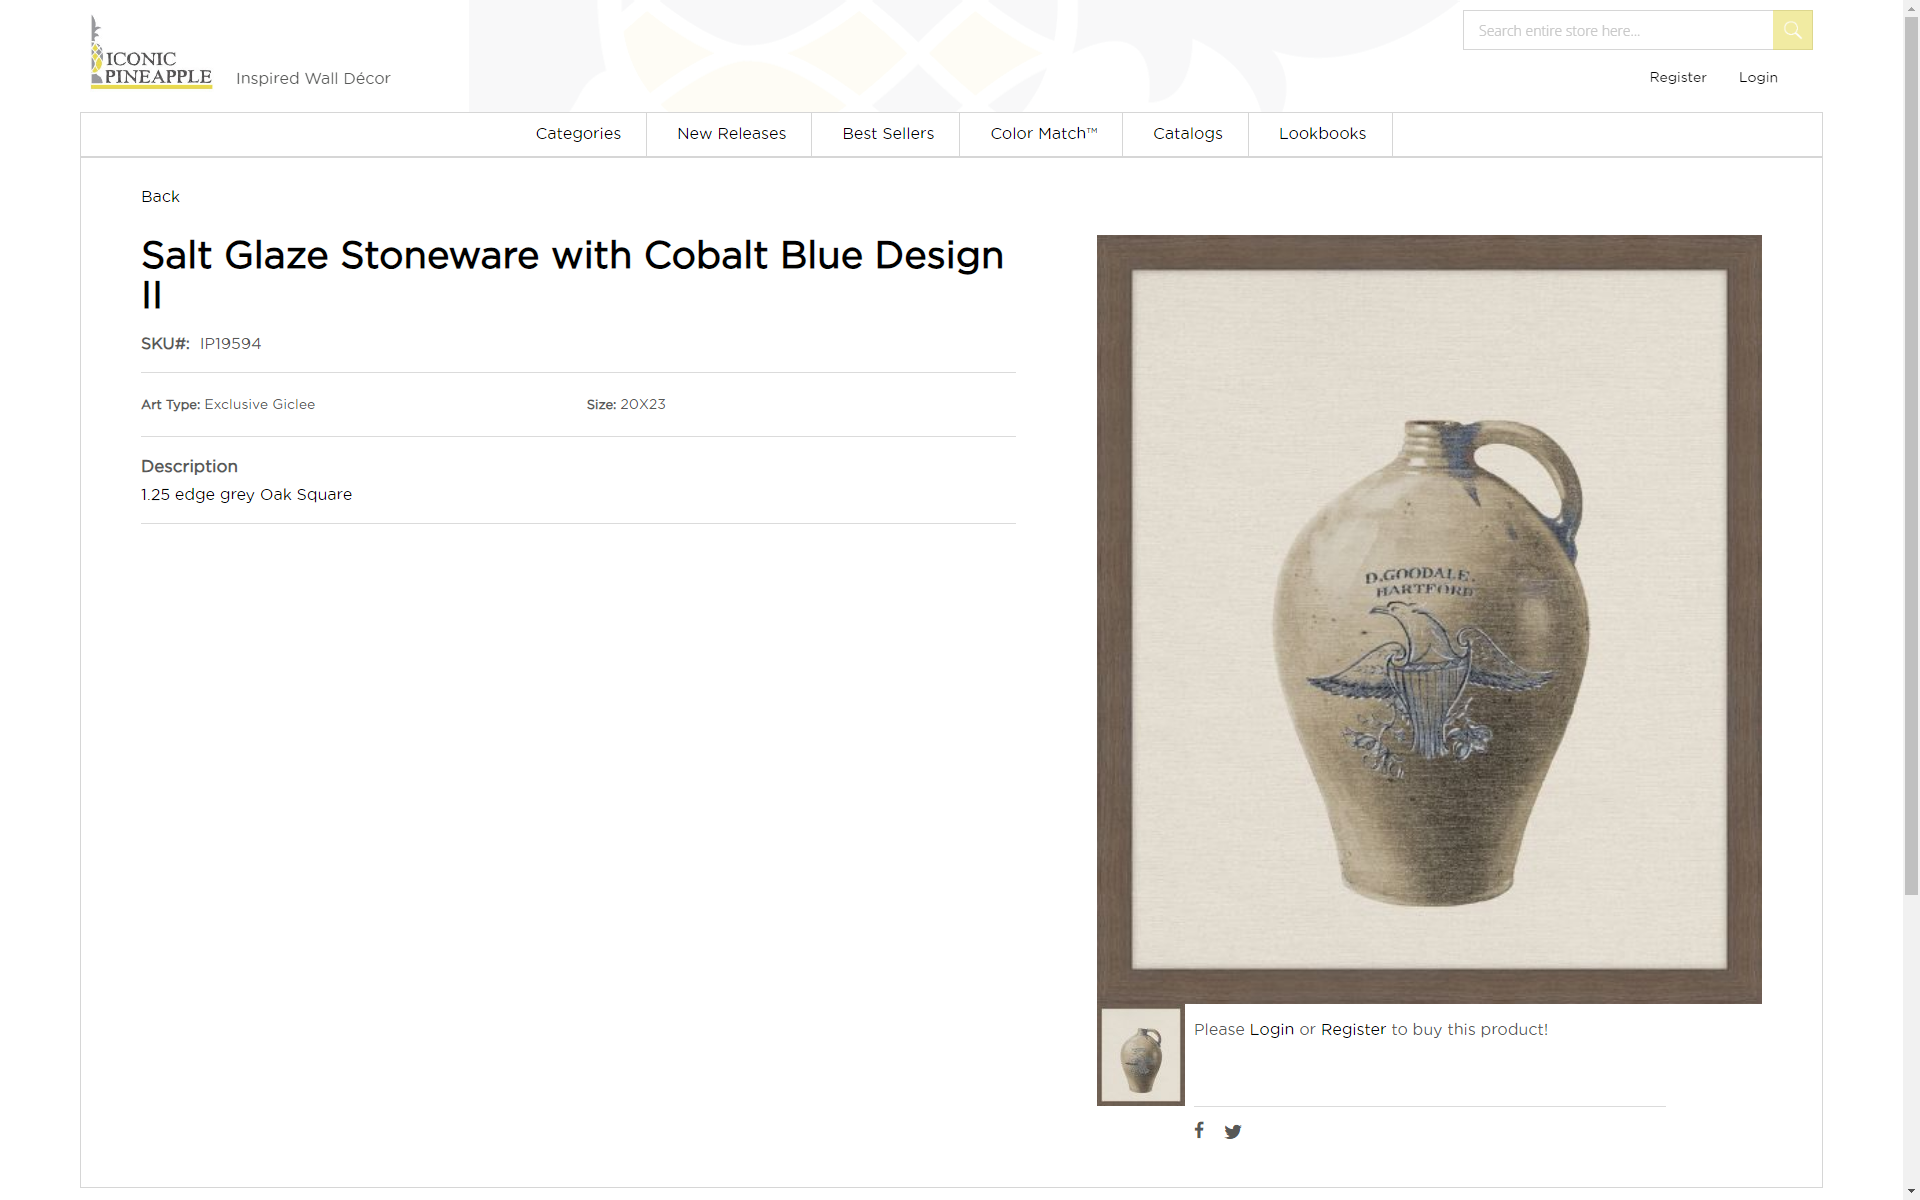 ICONIC
PINEAPPLE
Inspired Wall Décor
Search entire store here...
Register
Login
Categories
New Releases
Best Sellers
Color Match™
Catalogs
Lookbooks
Back
Salt Glaze Stoneware with Cobalt Blue Design
II
SKU#: IP19594
Art Type: Exclusive Giclee
Size: 20X23
Description
1.25 edge grey Oak Square
D.GOODALE.
HARTFORD
Please Login or Register to buy this product!